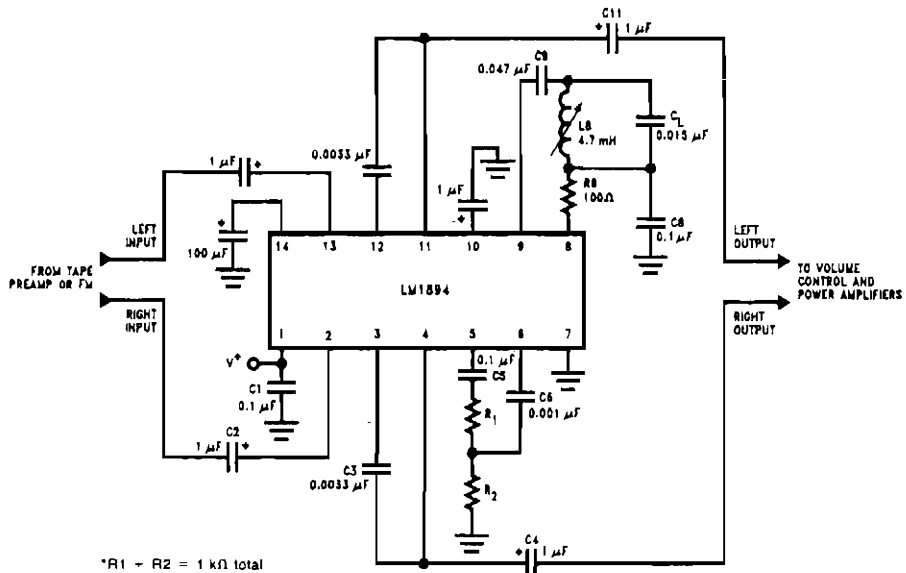 C11
1 μF
C9
0.047 μF
L8
4.7 mH
CL
0.015 μF
1 μF
0.0033 μF
1 μF
R8
100Ω
C8
0.1 μF
100 μF
LEFT
INPUT
14 13 12 11 10 9 8
LEFT
OUTPUT
FROM TAPE
PREAMP OR FM
LM1894
TO VOLUME
CONTROL AND
POWER AMPLIFIERS
RIGHT
INPUT
RIGHT
OUTPUT
1 2 3 4 5 6 7
V+
C1
0.1 μF
0.1 μF
C5
C6
0.001 μF
R1
C2
1 μF
C3
0.0033 μF
R2
C4
1 μF
*R1 + R2 = 1 kΩ total